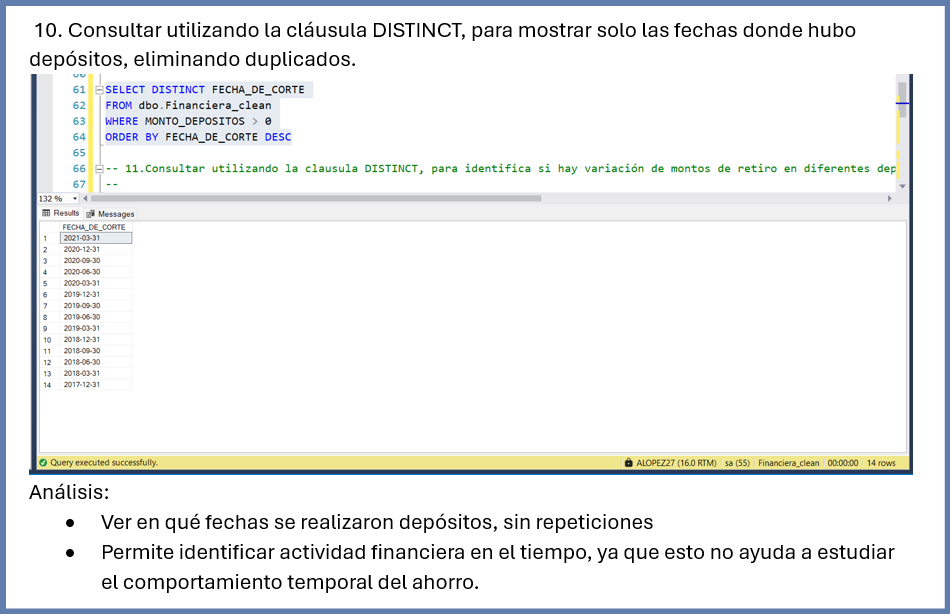 10. Consultar utilizando la cláusula DISTINCT, para mostrar solo las fechas donde hubo
depósitos, eliminando duplicados.
61 SELECT DISTINCT FECHA_DE_CORTE
62 FROM dbo.Financiera_clean
63 WHERE MONTO_DEPOSITOS > 0
64 ORDER BY FECHA_DE_CORTE DESC
65
66 -- 11.Consultar utilizando la clausula DISTINCT, para identifica si hay variación de montos de retiro en diferentes dep
67 --
132 %
Results Messages
FECHA_DE_CORTE
1 2021-03-31
2 2020-12-31
3 2020-09-30
4 2020-06-30
5 2020-03-31
6 2019-12-31
7 2019-09-30
8 2019-06-30
9 2019-03-31
10 2018-12-31
11 2018-09-30
12 2018-06-30
13 2018-03-31
14 2017-12-31
Query executed successfully. ALOPEZ27 (16.0 RTM) sa (55) Financiera_clean 00:00:00 14 rows
Análisis:
• Ver en qué fechas se realizaron depósitos, sin repeticiones
• Permite identificar actividad financiera en el tiempo, ya que esto no ayuda a estudiar
el comportamiento temporal del ahorro.